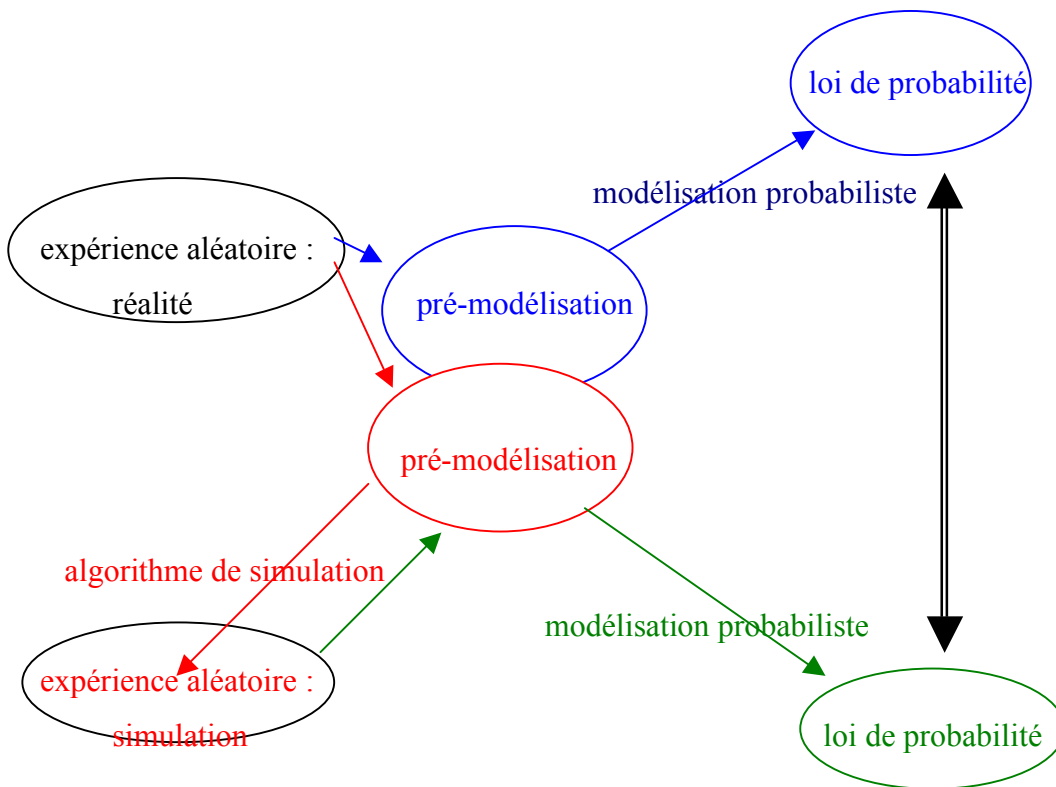 loi de probabilité
modélisation probabiliste
expérience aléatoire :
réalité
pré-modélisation
pré-modélisation
algorithme de simulation
modélisation probabiliste
expérience aléatoire :
simulation
loi de probabilité